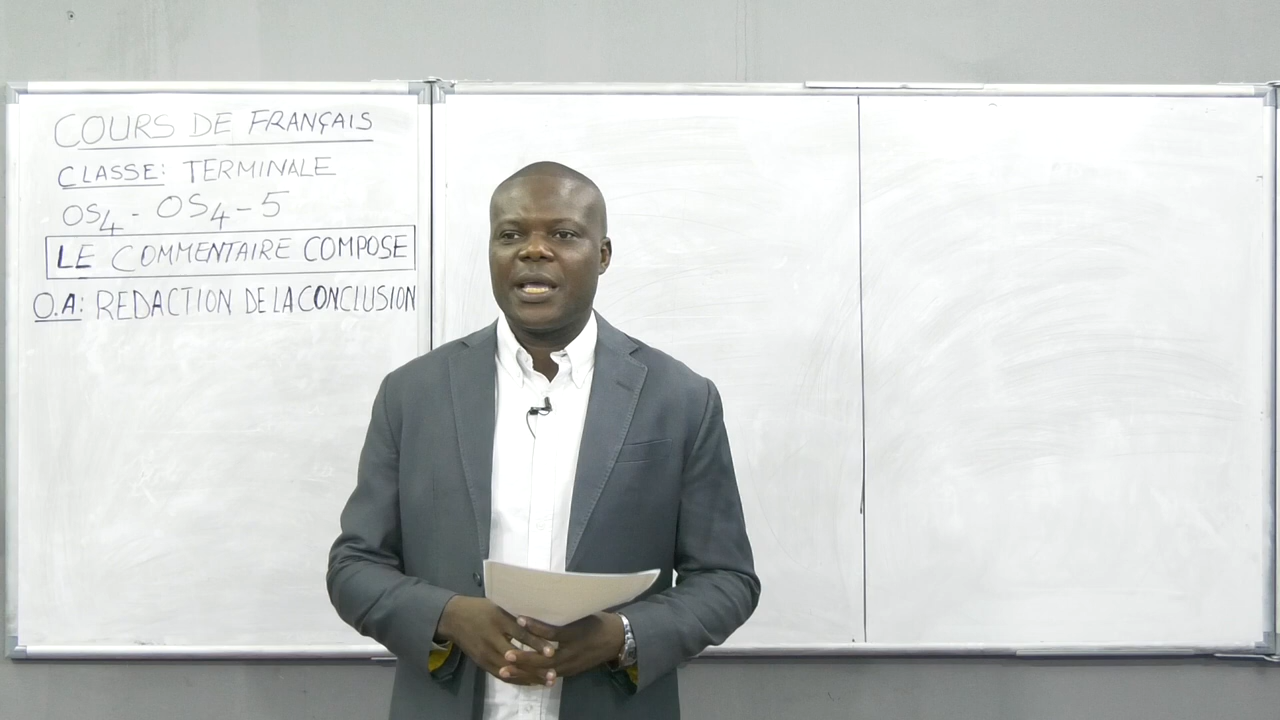 COURS DE FRANÇAIS
CLASSE: TERMINALE
OS4 - OS4-5
LE COMMENTAIRE COMPOSE
O.A: REDACTION DE LA CONCLUSION